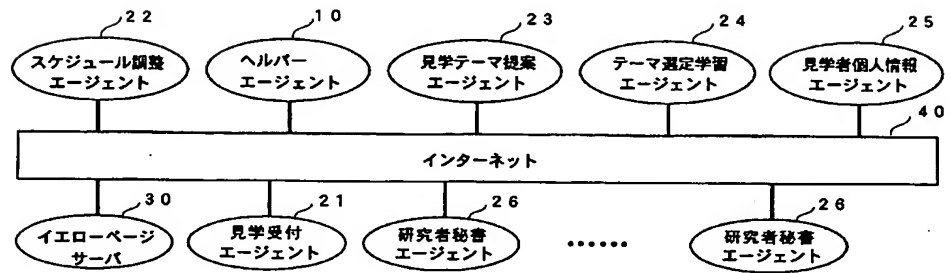 22
10
23
24
25
スケジュール調整
エージェント
ヘルパー
エージェント
見学テーマ提案
エージェント
テーマ選定学習
エージェント
見学者個人情報
エージェント
40
インターネット
30
21
26
26
イエローページ
サーバ
見学受付
エージェント
研究者秘書
エージェント
......
研究者秘書
エージェント